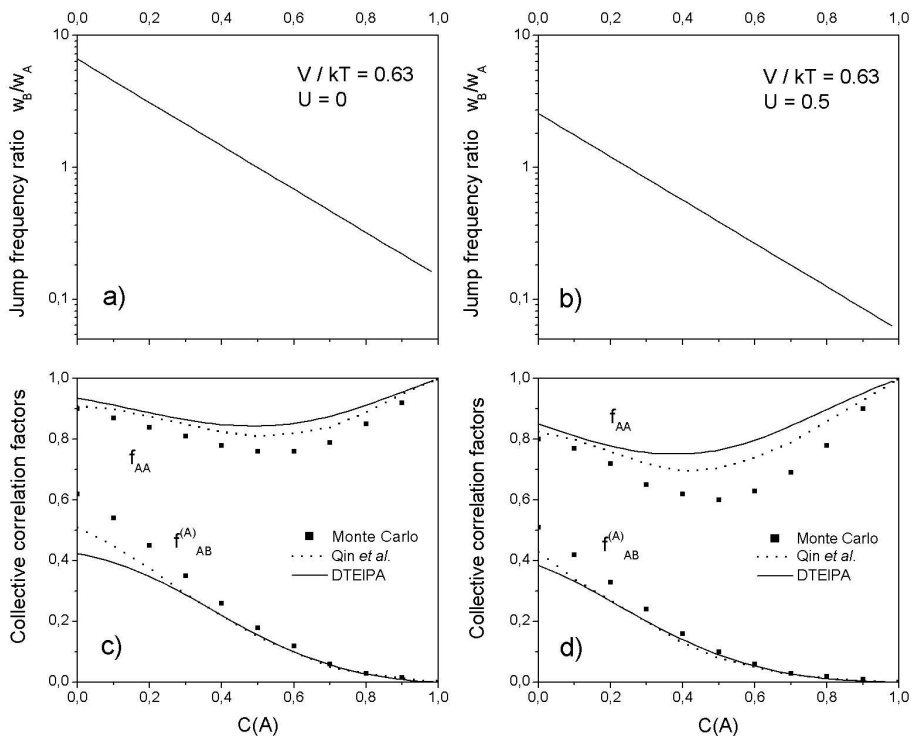 0,0 0,2 0,4 0,6 0,8 1,0
10
1
0,1
Jump frequency ratio w_B/w_A
V / kT = 0.63
U = 0
a)
0,0 0,2 0,4 0,6 0,8 1,0
10
1
0,1
Jump frequency ratio w_B/w_A
V / kT = 0.63
U = 0.5
b)
1,0
0,8
0,6
0,4
0,2
0,0
Collective correlation factors
f_AA
f^(A)_AB
Monte Carlo
Qin et al.
DTEIPA
c)
0,0 0,2 0,4 0,6 0,8 1,0
C(A)
1,0
0,8
0,6
0,4
0,2
0,0
Collective correlation factors
f_AA
f^(A)_AB
Monte Carlo
Qin et al.
DTEIPA
d)
0,0 0,2 0,4 0,6 0,8 1,0
C(A)